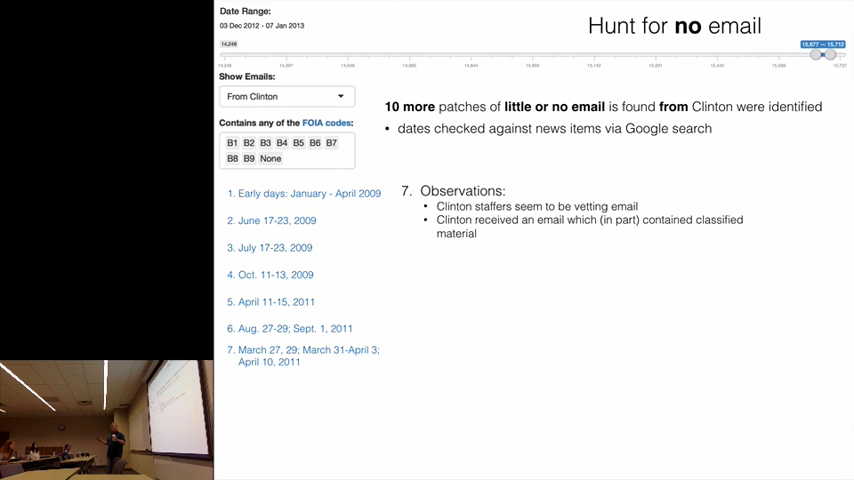 Date Range:
03 Dec 2012 - 07 Jan 2013
Hunt for no email
14,248
15,677 — 15,712
Show Emails:
From Clinton
10 more patches of little or no email is found from Clinton were identified
Contains any of the FOIA codes:
• dates checked against news items via Google search
B1 B2 B3 B4 B5 B6 B7
B8 B9 None
1. Early days: January - April 2009
7. Observations:
• Clinton staffers seem to be vetting email
• Clinton received an email which (in part) contained classified
material
2. June 17-23, 2009
3. July 17-23, 2009
4. Oct. 11-13, 2009
5. April 11-15, 2011
6. Aug. 27-29; Sept. 1, 2011
7. March 27, 29; March 31-April 3;
April 10, 2011